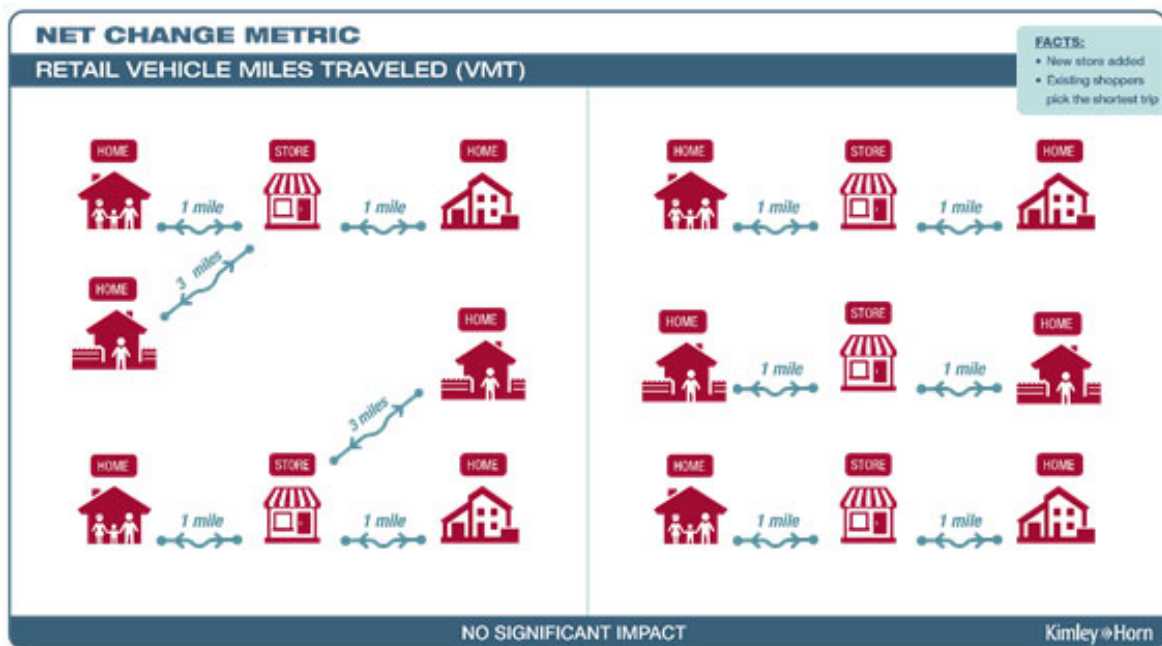 NET CHANGE METRIC
RETAIL VEHICLE MILES TRAVELED (VMT)
FACTS:
• New store added
• Existing shoppers
pick the shortest trip
HOME
STORE
HOME
1 mile
1 mile
3 miles
HOME
HOME
3 miles
HOME
STORE
HOME
1 mile
1 mile
HOME
STORE
HOME
1 mile
1 mile
HOME
STORE
HOME
1 mile
1 mile
HOME
STORE
HOME
1 mile
1 mile
NO SIGNIFICANT IMPACT
Kimley»Horn